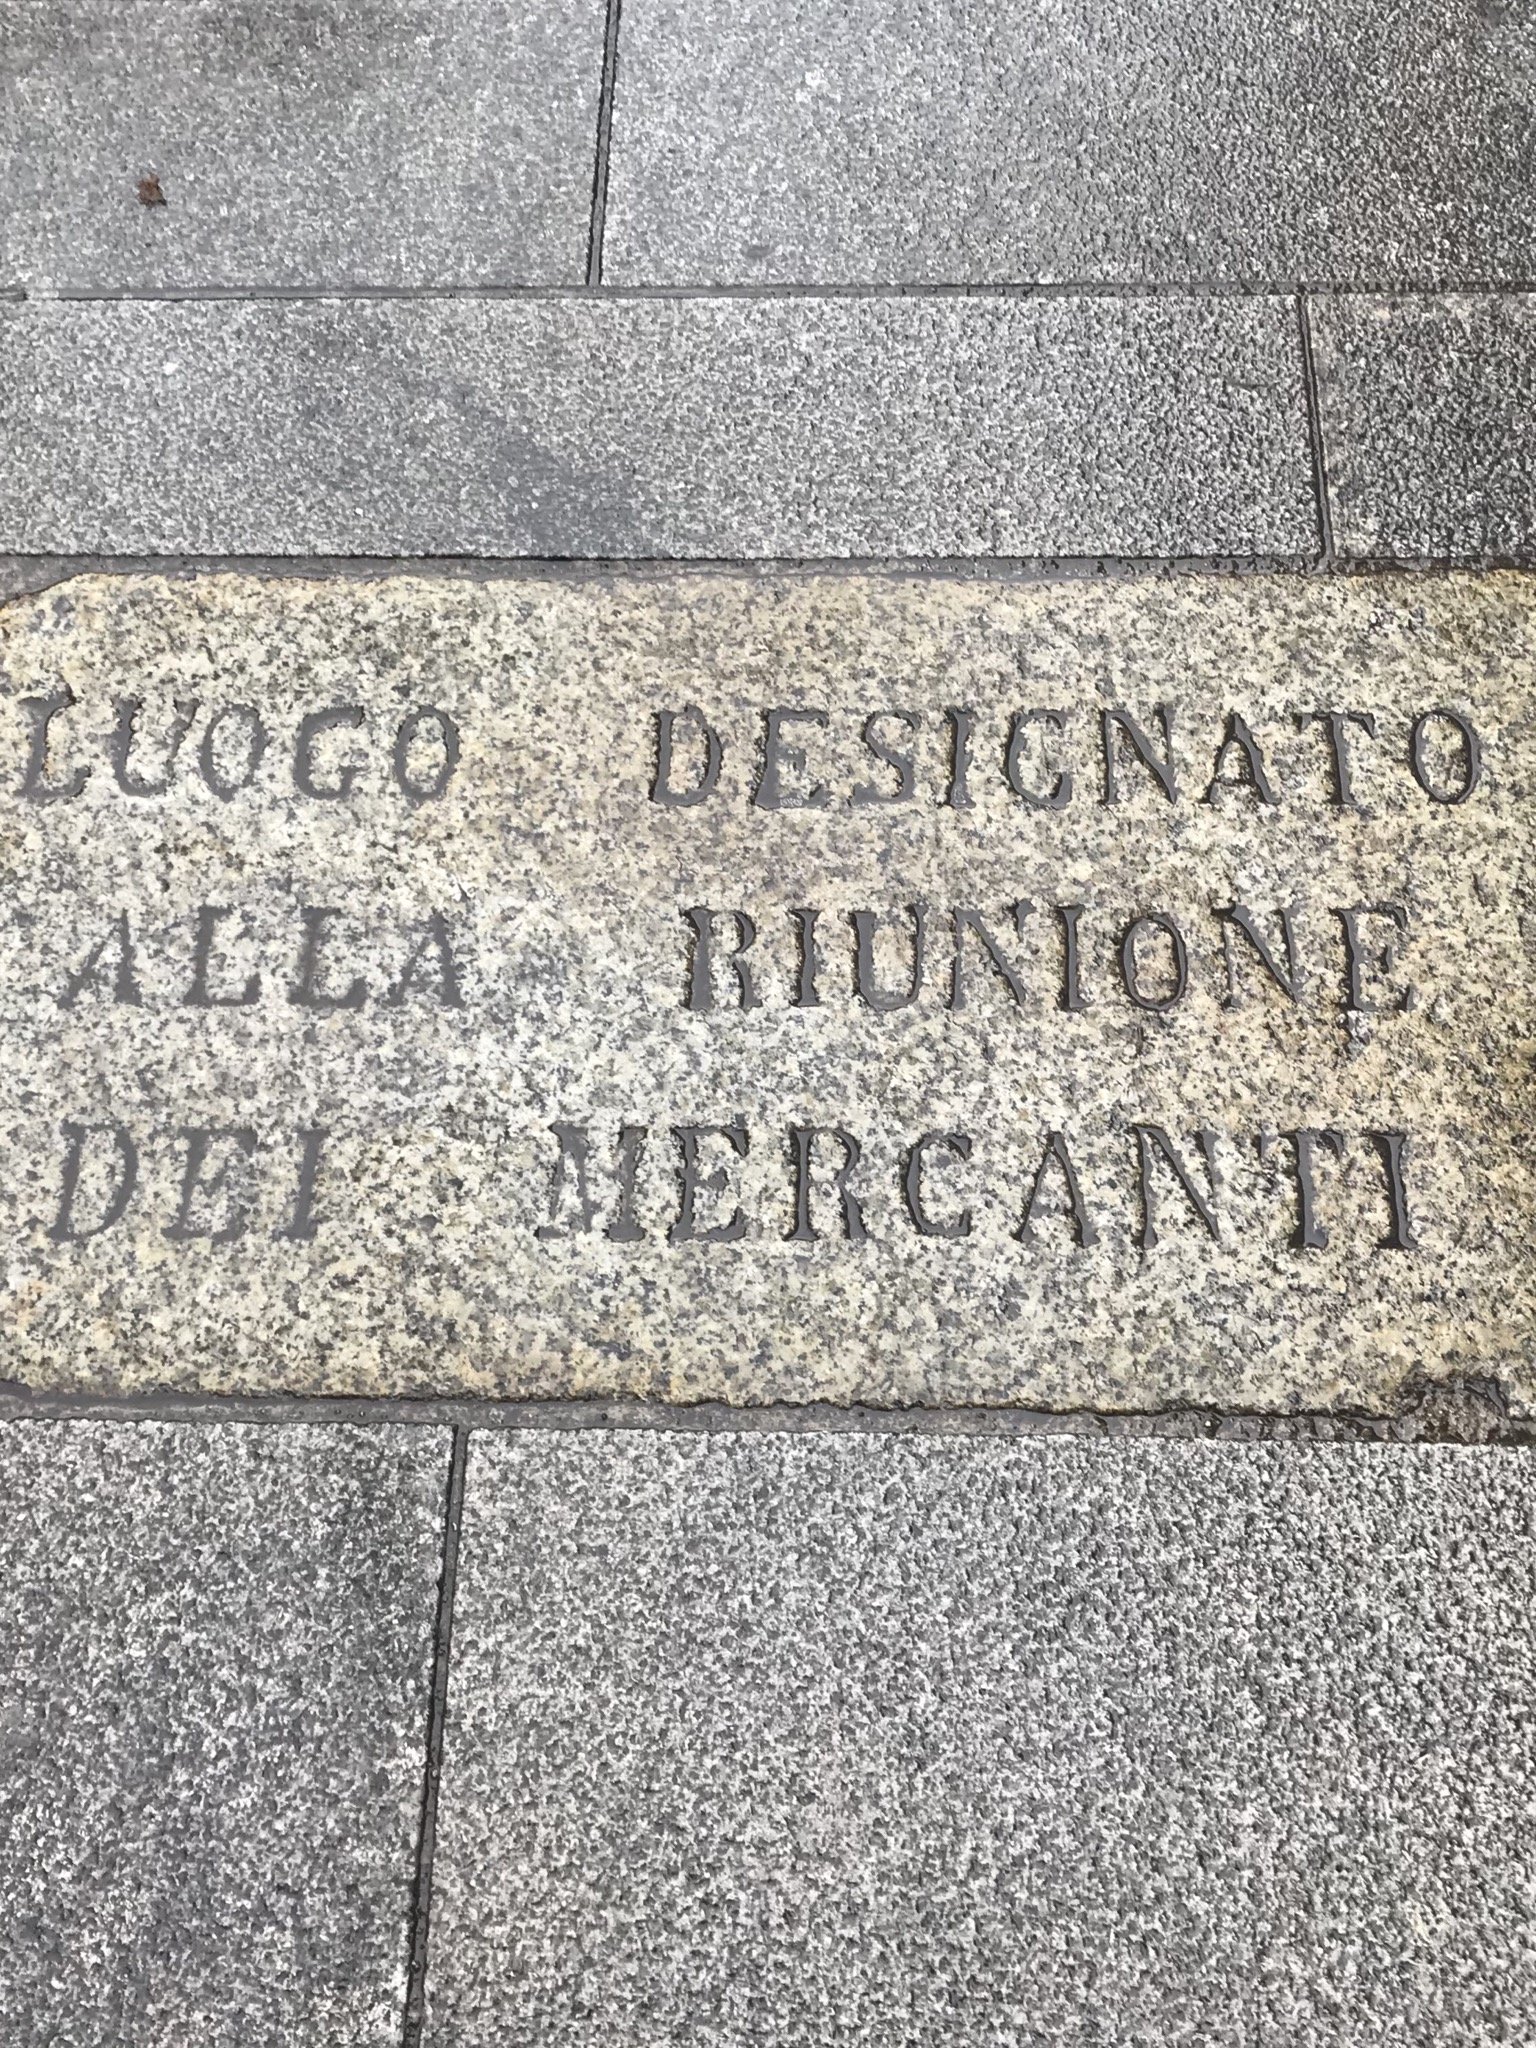 LUOGO DESIGNATO
ALLA RIUNIONE
DEI MERCANTI